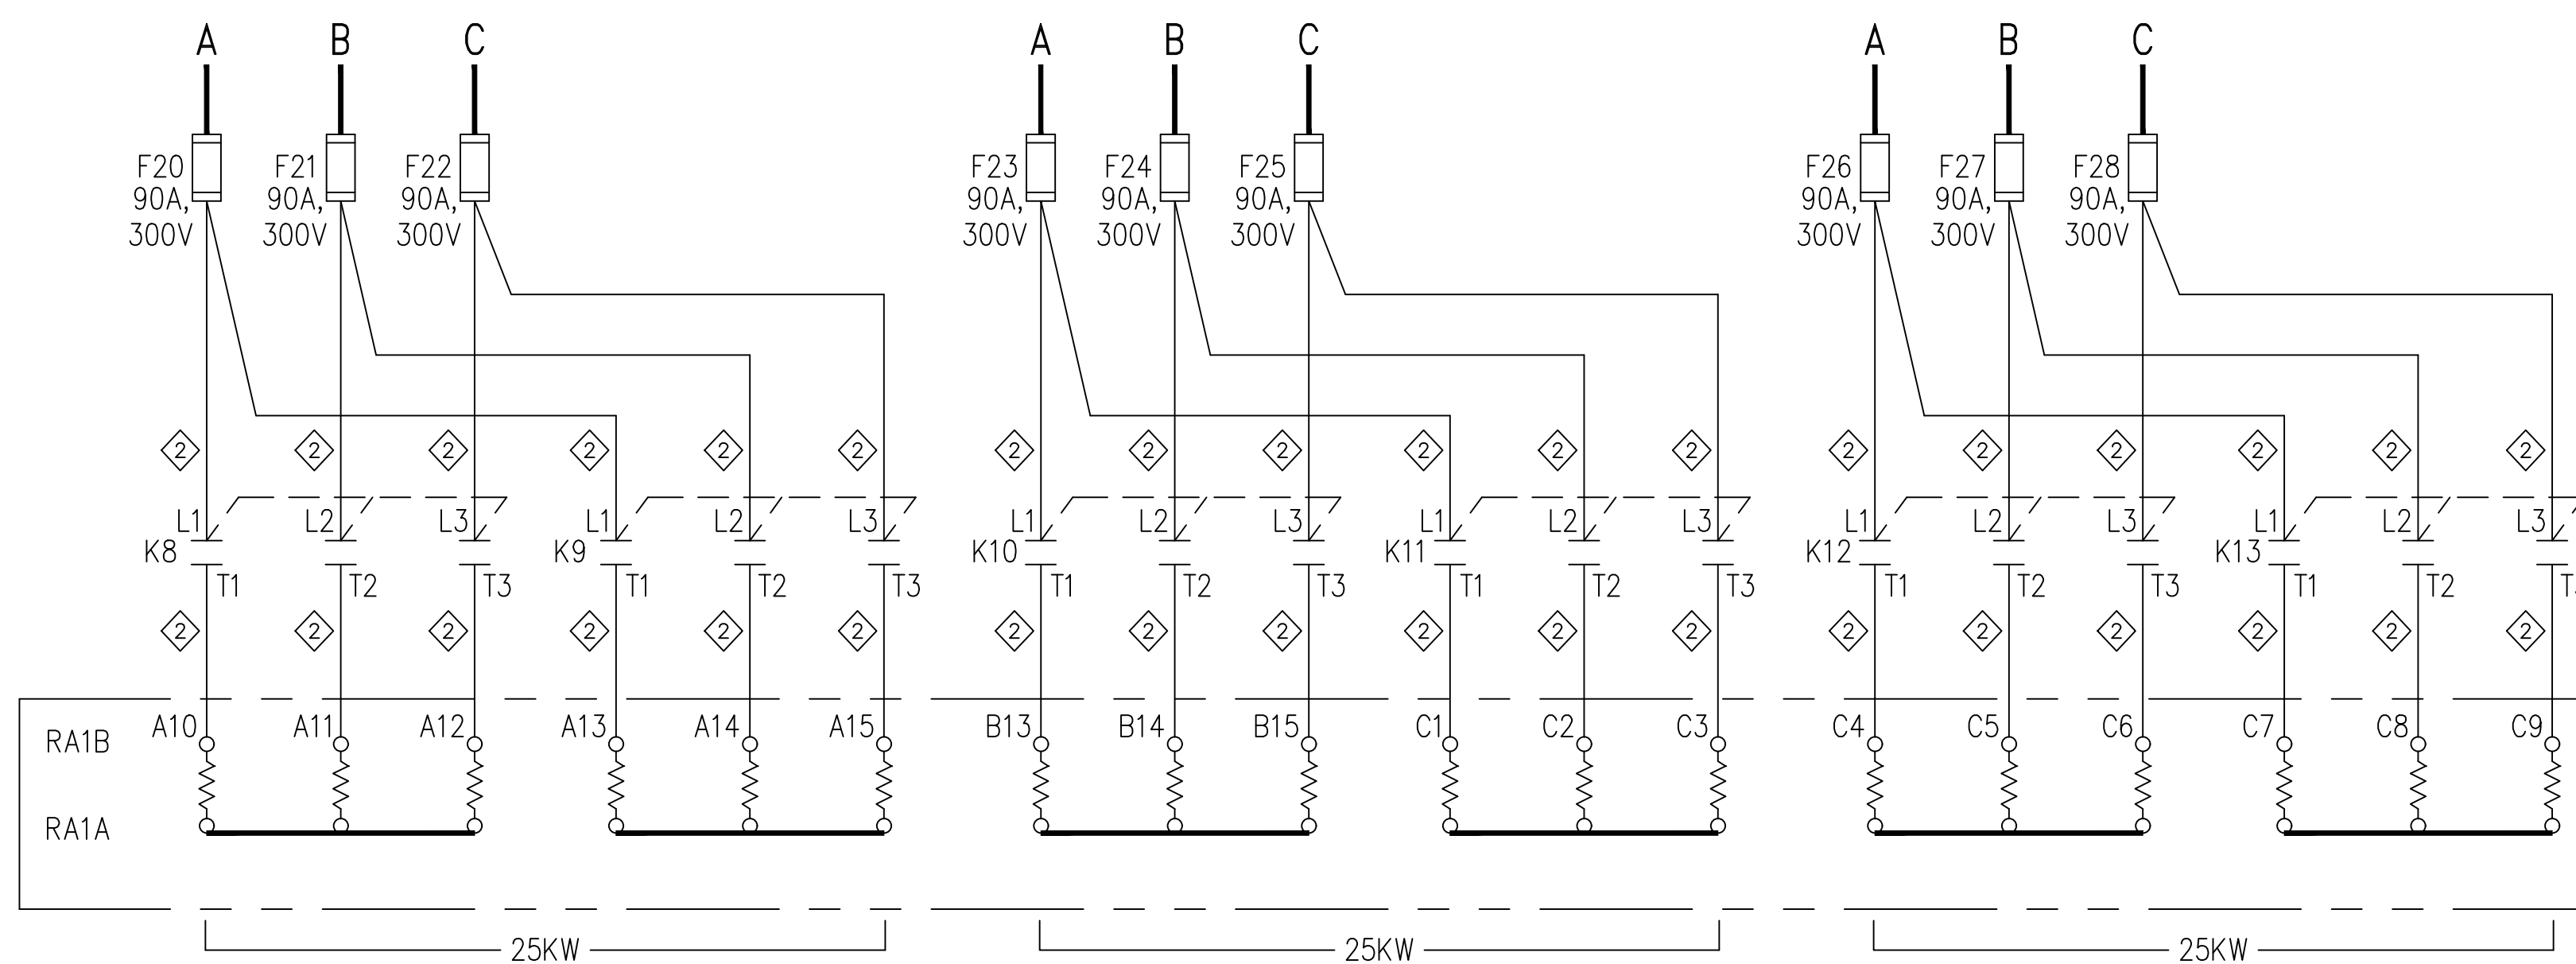 A B C A B C A B C
F20 F21 F22 F23 F24 F25 F26 F27 F28
90A, 90A, 90A, 90A, 90A, 90A, 90A, 90A, 90A,
300V 300V 300V 300V 300V 300V 300V 300V 300V
2 2 2 2 2 2 2 2 2 2 2 2 2 2 2 2 2 2
L1 L2 L3 L1 L2 L3 L1 L2 L3 L1 L2 L3 L1 L2 L3 L1 L2 L3
K8 K9 K10 K11 K12 K13
T1 T2 T3 T1 T2 T3 T1 T2 T3 T1 T2 T3 T1 T2 T3 T1 T2
2 2 2 2 2 2 2 2 2 2 2 2 2 2 2 2 2 2
A10 A11 A12 A13 A14 A15 B13 B14 B15 C1 C2 C3 C4 C5 C6 C7 C8 C9
RA1B
RA1A
25KW 25KW 25KW